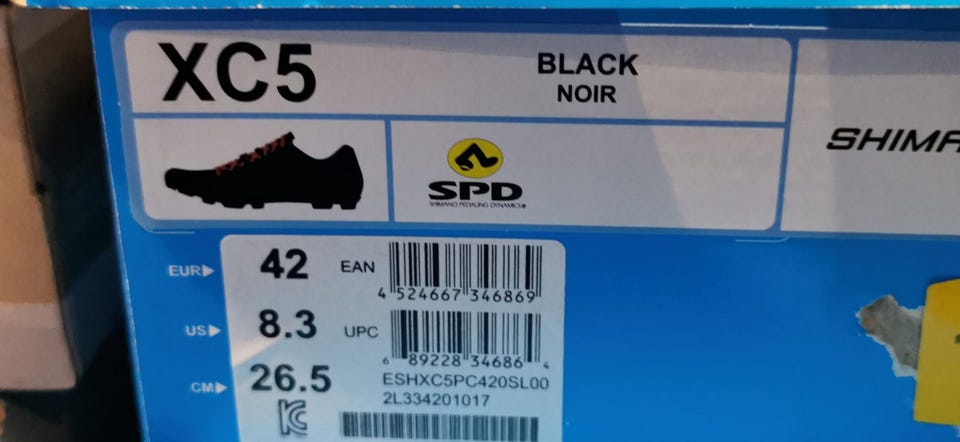 XC5
BLACK
NOIR
SPD
SHIMANO PEDALING DYNAMICS®
EUR▶ 42 EAN
4 524667 346869
US▶ 8.3 UPC
6 89228 34686 4
CM▶ 26.5
ESHXC5PC420SL00
2L334201017